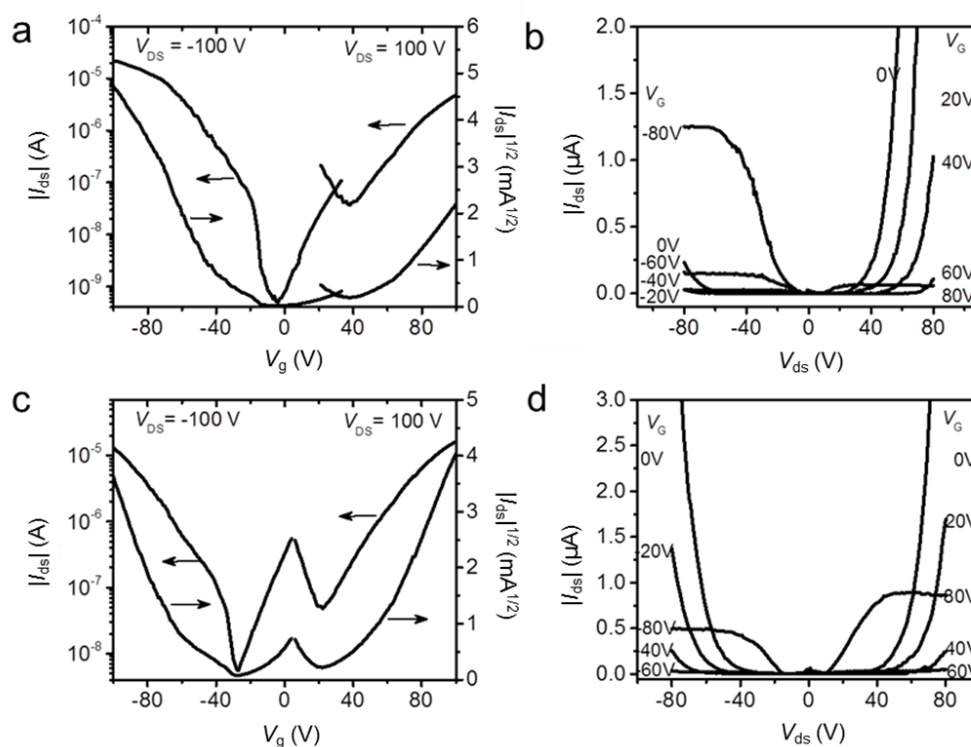 a
V_DS = -100 V
100 V
V_DS
10^-4
10^-5
10^-6
10^-7
10^-8
10^-9
|I_ds| (A)
6
5
4
3
2
1
0
|I_ds|^1/2 (mA^1/2)
-80
-40
0
40
80
V_g (V)
b
2.0
1.5
1.0
0.5
0.0
|I_ds| (µA)
V_G
-80V
0V
-60V
-40V
-20V
V_G
0V
20V
40V
60V
80V
-80
-40
0
40
80
V_ds (V)
c
V_DS = -100 V
V_DS = 100 V
10^-5
10^-6
10^-7
10^-8
|I_ds| (A)
5
4
3
2
1
0
|I_ds|^1/2 (mA^1/2)
-80
-40
0
40
80
V_g (V)
d
3.0
2.5
2.0
1.5
1.0
0.5
0.0
|I_ds| (µA)
V_G
0V
-20V
-80V
-40V
-60V
V_G
0V
20V
80V
40V
60V
-80
-40
0
40
80
V_ds (V)